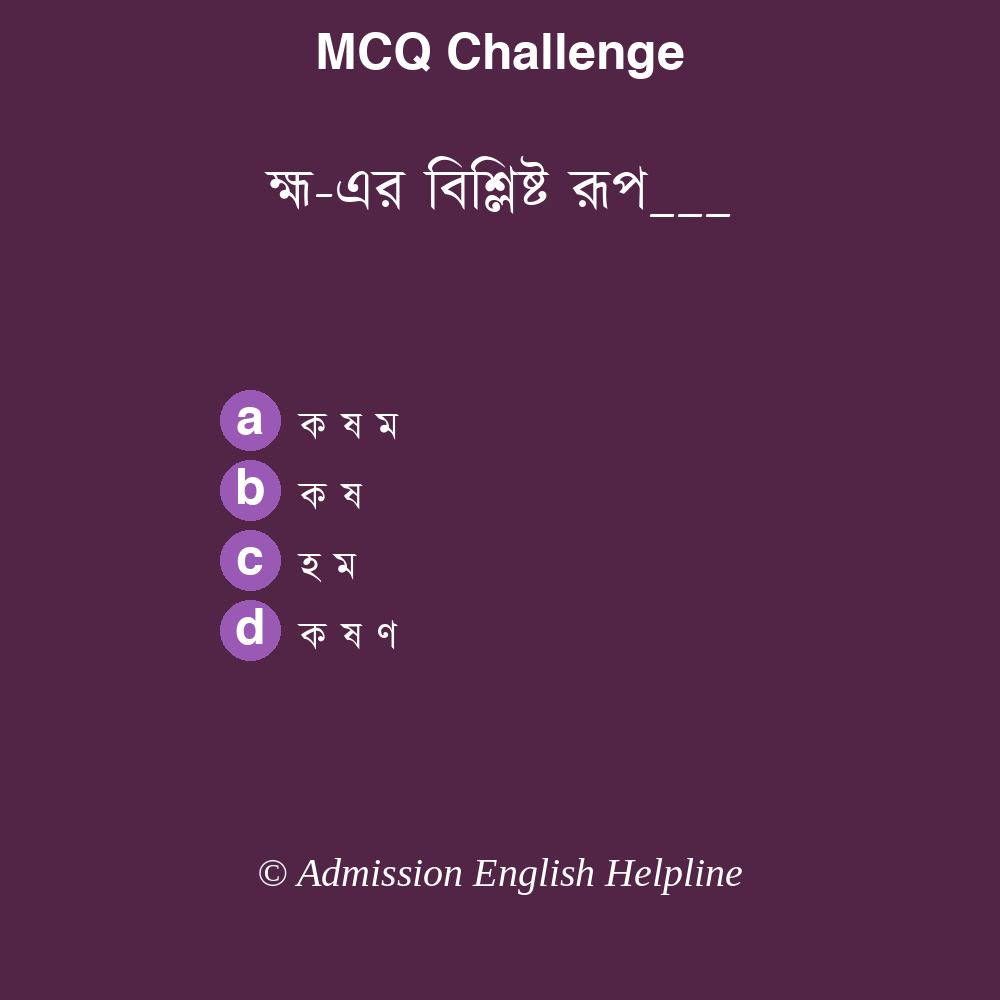 MCQ Challenge
হ্ম-এর বিশ্লিষ্ট রূপ___
a ক ষ ম
b ক ষ
c হ ম
d ক ষ ণ
© Admission English Helpline